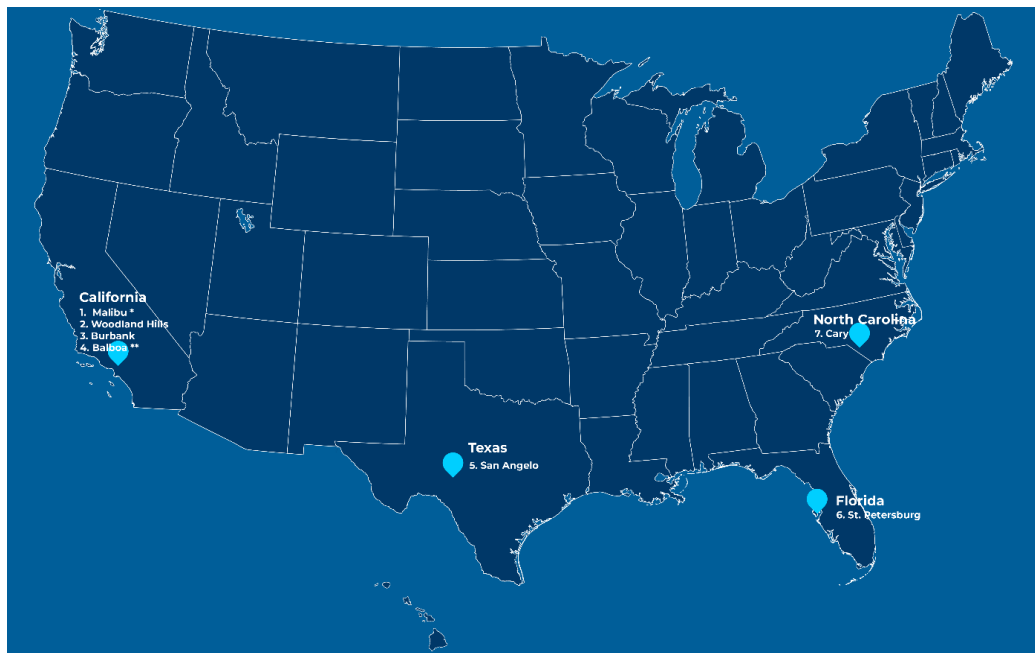 California
1. Malibu *
2. Woodland Hills
3. Burbank
4. Balboa **
North Carolina
7. Cary
Texas
5. San Angelo
Florida
6. St. Petersburg